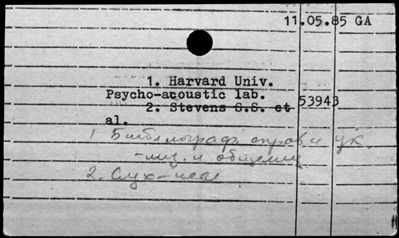 11.05.85 GA
1. Harvard Univ.
Psycho-acoustic lab.
2. Stevens S.S. et
53943
al.
1. Библиограф. справ. и ук.
2. Слух